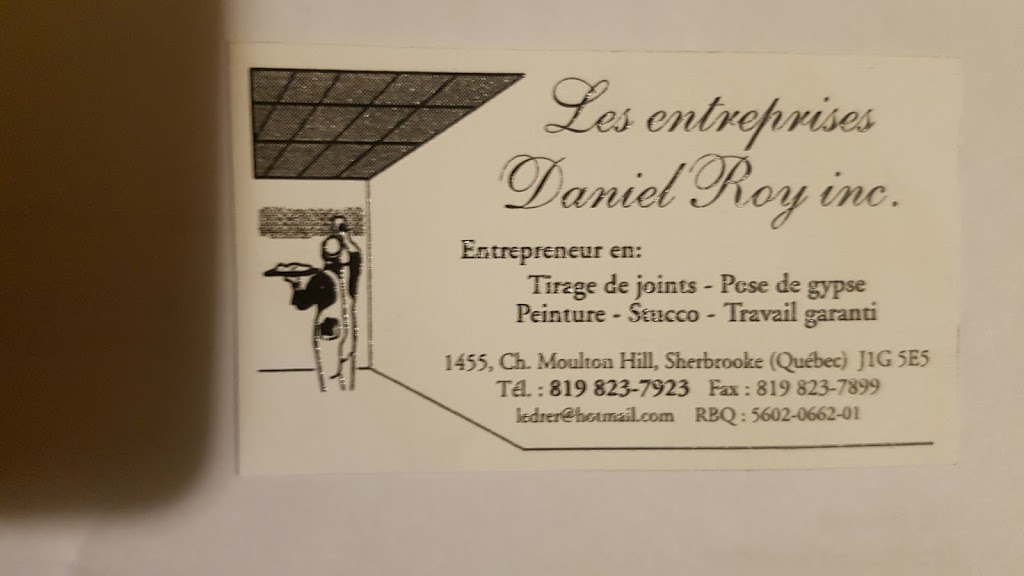 Les entreprises
Daniel Roy inc.
Entrepreneur en:
Tirage de joints - Pose de gypse
Peinture - Stucco - Travail garanti
1455, Ch. Moulton Hill, Sherbrooke (Québec) J1G 5E5
Tél. : 819 823-7923 Fax : 819 823-7899
ledrer@hotmail.com RBQ : 5602-0662-01